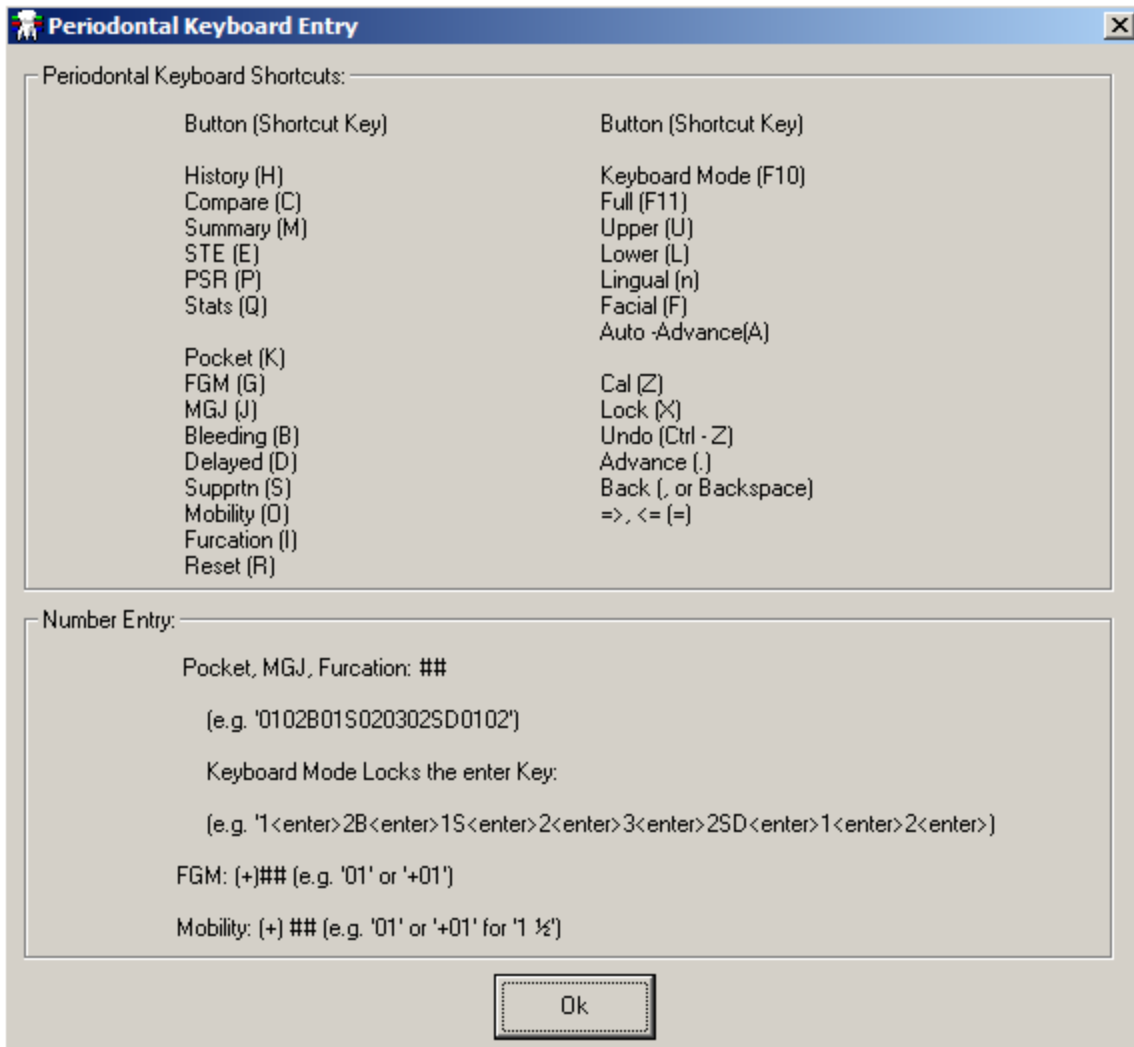 Periodontal Keyboard Entry
Periodontal Keyboard Shortcuts:
Button (Shortcut Key)
History (H)
Compare (C)
Summary (M)
STE (E)
PSR (P)
Stats (Q)
Pocket (K)
FGM (G)
MGJ (J)
Bleeding (B)
Delayed (D)
Supprtn (S)
Mobility (O)
Furcation (I)
Reset (R)
Button (Shortcut Key)
Keyboard Mode (F10)
Full (F11)
Upper (U)
Lower (L)
Lingual (n)
Facial (F)
Auto -Advance(A)
Cal (Z)
Lock (X)
Undo (Ctrl - Z)
Advance (.)
Back (, or Backspace)
=>, <= (=)
Number Entry:
Pocket, MGJ, Furcation: ##
(e.g. '0102B01S020302SD0102')
Keyboard Mode Locks the enter Key:
(e.g. '1<enter>2B<enter>1S<enter>2<enter>3<enter>2SD<enter>1<enter>2<enter>)
FGM: (+)## (e.g. '01' or '+01')
Mobility: (+) ## (e.g. '01' or '+01' for '1 ½')
Ok